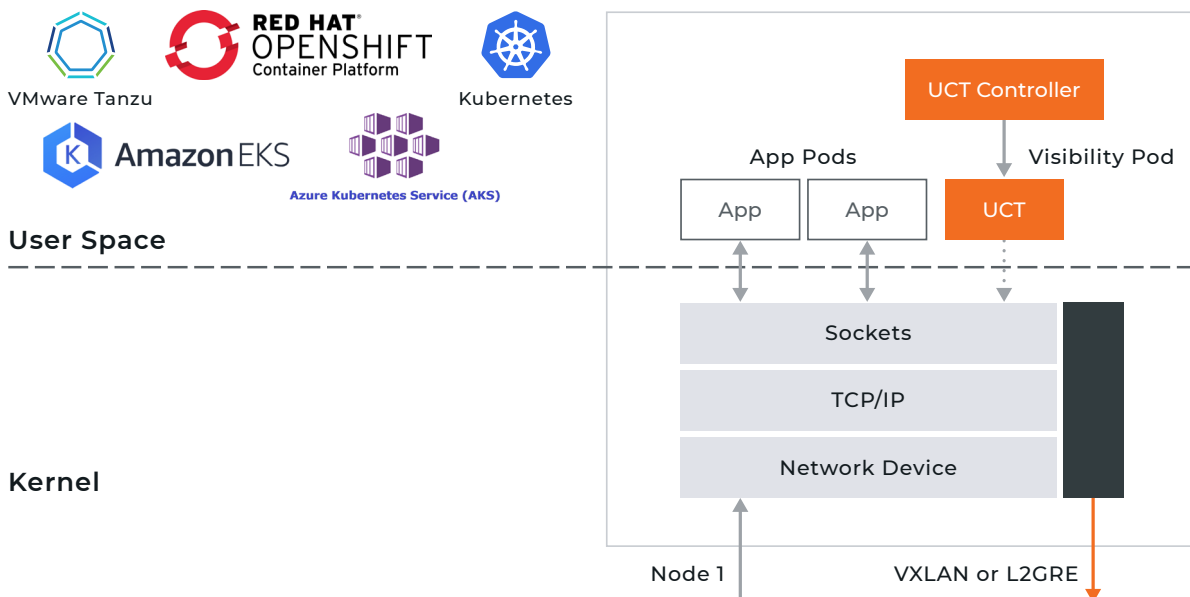 RED HAT®
OPENSHIFT
Container Platform
VMware Tanzu
Kubernetes
K
Amazon EKS
Azure Kubernetes Service (AKS)
UCT Controller
App Pods
Visibility Pod
App
App
UCT
User Space
Sockets
TCP/IP
Network Device
Kernel
Node 1
VXLAN or L2GRE